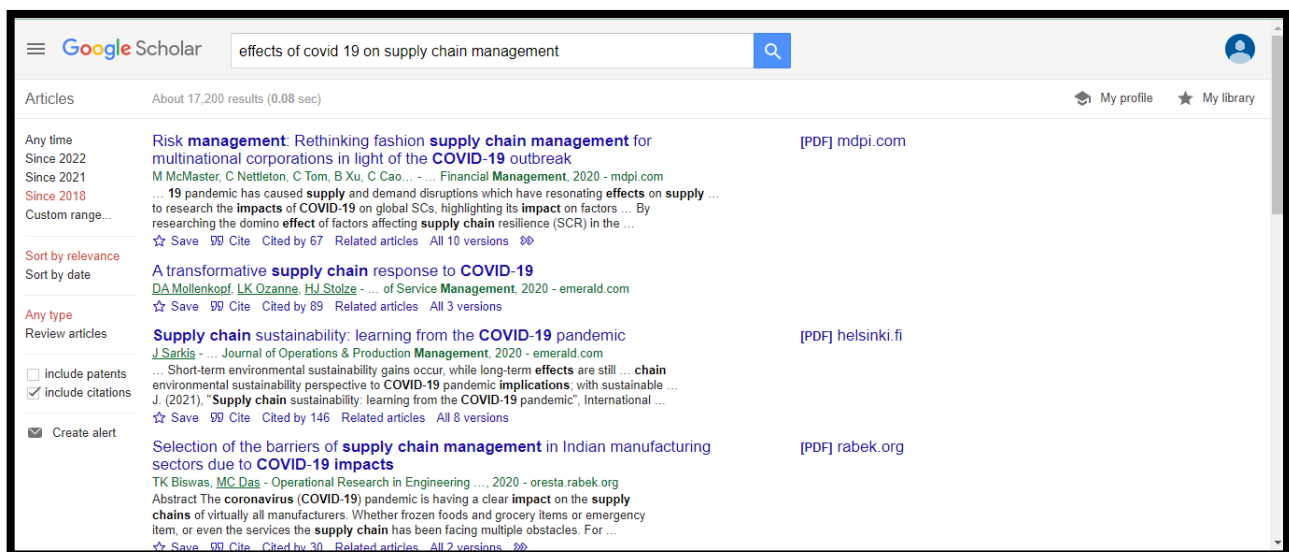 Google Scholar
effects of covid 19 on supply chain management
Articles
About 17,200 results (0.08 sec)
My profile
My library
Any time
Since 2022
Since 2021
Since 2018
Custom range...
Sort by relevance
Sort by date
Any type
Review articles
include patents
include citations
Create alert
Risk management: Rethinking fashion supply chain management for
multinational corporations in light of the COVID-19 outbreak
M McMaster, C Nettleton, C Tom, B Xu, C Cao... - ... Financial Management, 2020 - mdpi.com
... 19 pandemic has caused supply and demand disruptions which have resonating effects on supply ...
to research the impacts of COVID-19 on global SCs, highlighting its impact on factors ... By
researching the domino effect of factors affecting supply chain resilience (SCR) in the ...
Save Cite Cited by 67 Related articles All 10 versions
[PDF] mdpi.com
A transformative supply chain response to COVID-19
DA Mollenkopf, LK Ozanne, HJ Stolze - ... of Service Management, 2020 - emerald.com
Save Cite Cited by 89 Related articles All 3 versions
Supply chain sustainability: learning from the COVID-19 pandemic
J Sarkis - ... Journal of Operations & Production Management, 2020 - emerald.com
... Short-term environmental sustainability gains occur, while long-term effects are still ... chain
environmental sustainability perspective to COVID-19 pandemic implications; with sustainable ...
J. (2021), "Supply chain sustainability: learning from the COVID-19 pandemic", International ...
Save Cite Cited by 146 Related articles All 8 versions
[PDF] helsinki.fi
Selection of the barriers of supply chain management in Indian manufacturing
sectors due to COVID-19 impacts
TK Biswas, MC Das - Operational Research in Engineering ..., 2020 - oresta.rabek.org
Abstract The coronavirus (COVID-19) pandemic is having a clear impact on the supply
chains of virtually all manufacturers. Whether frozen foods and grocery items or emergency
item, or even the services the supply chain has been facing multiple obstacles. For ...
Save Cite Cited by 30 Related articles All 2 versions
[PDF] rabek.org